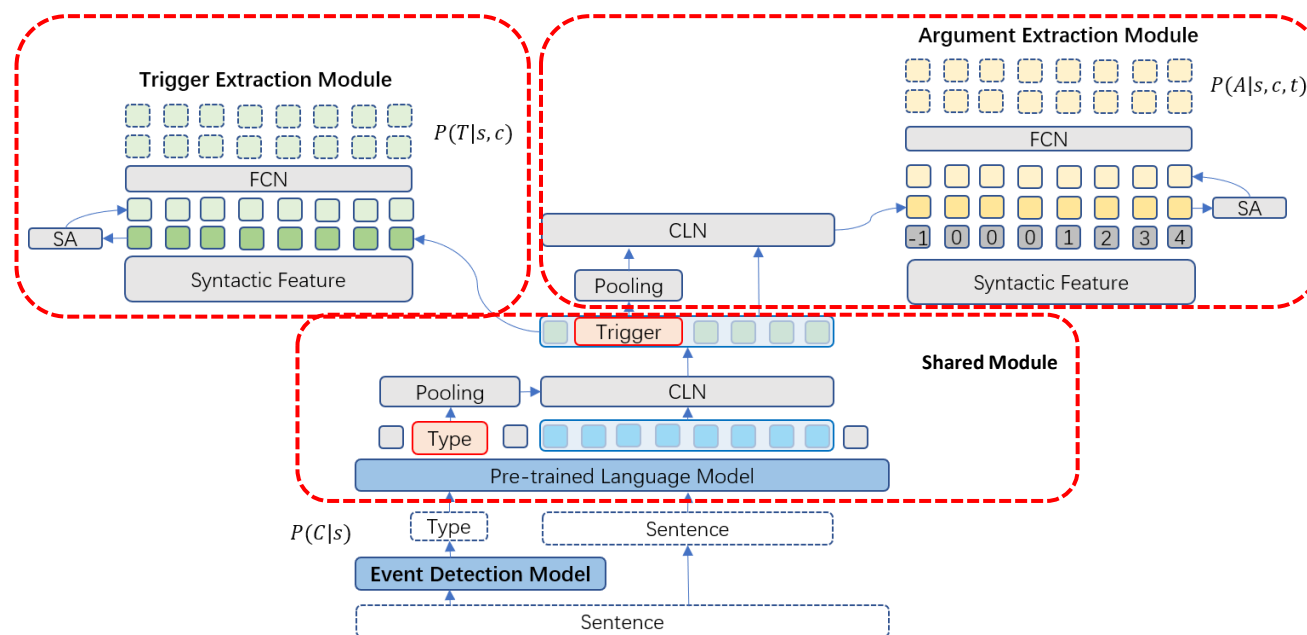 Argument Extraction Module
Trigger Extraction Module
P(A|s, c, t)
P(T|s, c)
FCN
FCN
SA
SA
CLN
-1 0 0 0 1 2 3 4
Syntactic Feature
Syntactic Feature
Pooling
Trigger
Shared Module
Pooling
CLN
Type
Pre-trained Language Model
P(C|s)
Type
Sentence
Event Detection Model
Sentence